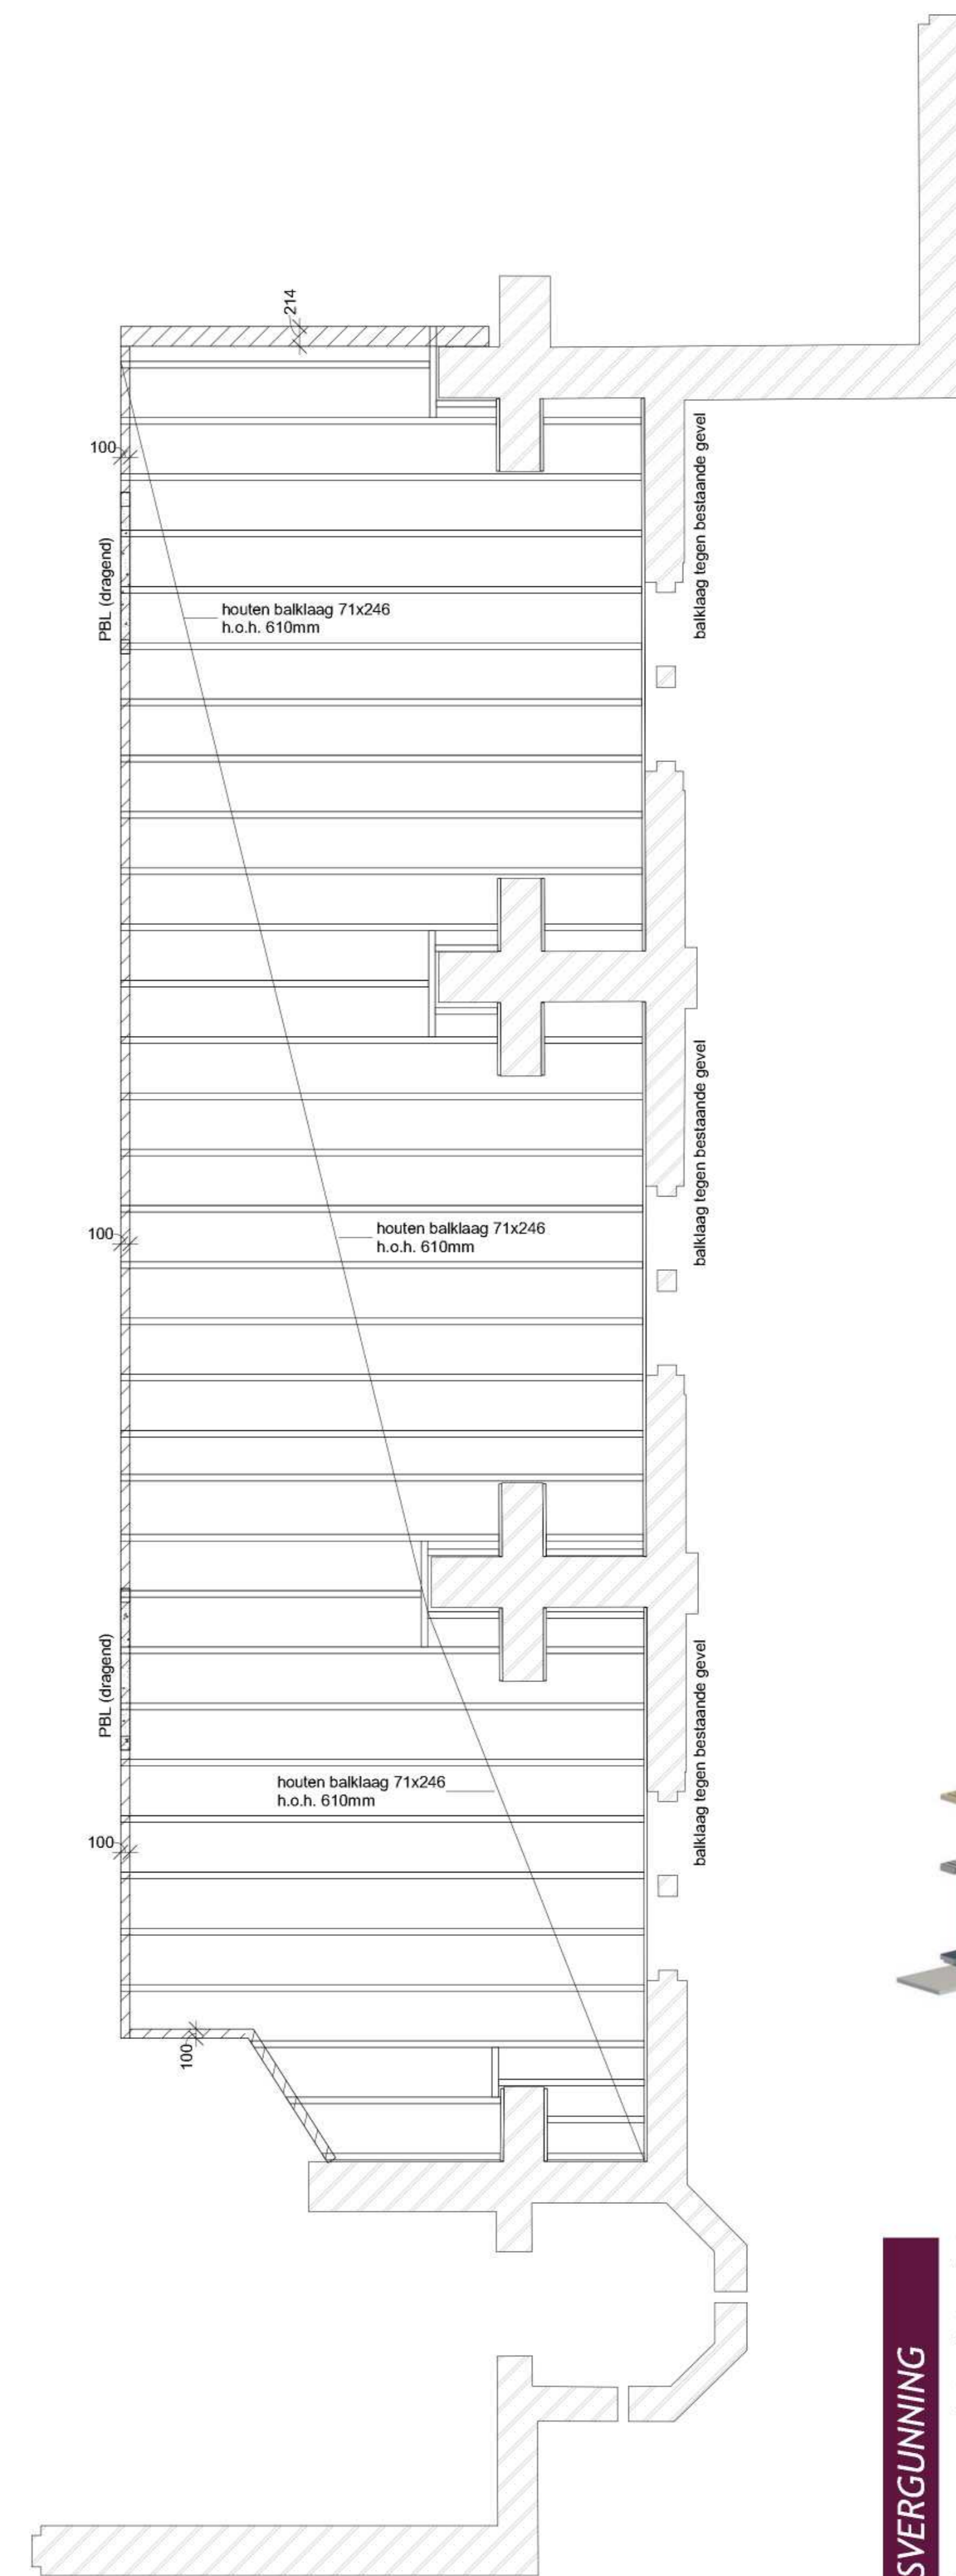 214
100
PBL (dragend)
balklaag tegen bestaande gevel
houten balklaag 71x246
h.o.h. 610mm
100
balklaag tegen bestaande gevel
houten balklaag 71x246
h.o.h. 610mm
PBL (dragend)
balklaag tegen bestaande gevel
houten balklaag 71x246
h.o.h. 610mm
100
100
SVERGUNNING